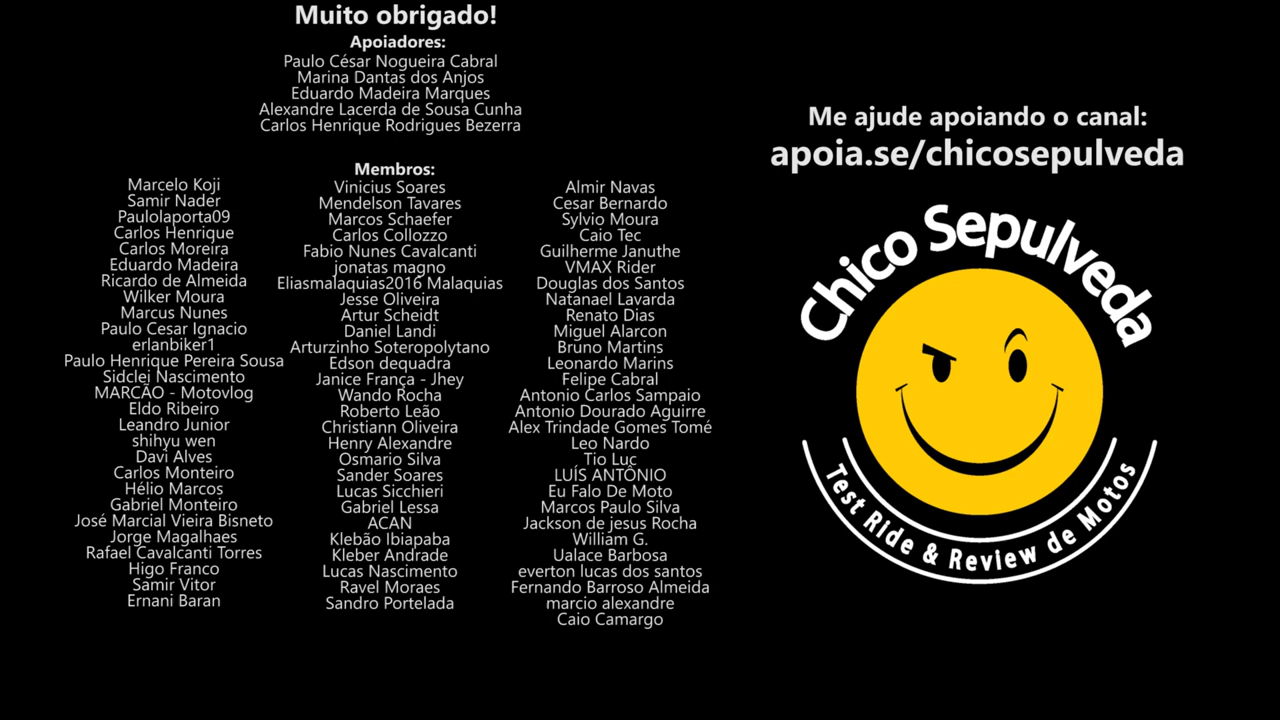 Muito obrigado!
Apoiadores:
Paulo César Nogueira Cabral
Marina Dantas dos Anjos
Eduardo Madeira Marques
Alexandre Lacerda de Sousa Cunha
Carlos Henrique Rodrigues Bezerra
Membros:
Marcelo Koji
Samir Nader
Paulolaporta09
Carlos Henrique
Carlos Moreira
Eduardo Madeira
Ricardo de Almeida
Wilker Moura
Marcus Nunes
Paulo Cesar Ignacio
erlanbiker1
Paulo Henrique Pereira Sousa
Sidclei Nascimento
MARCÃO - Motovlog
Eldo Ribeiro
Leandro Junior
shihyu wen
Davi Alves
Carlos Monteiro
Hélio Marcos
Gabriel Monteiro
José Marcial Vieira Bisneto
Jorge Magalhaes
Rafael Cavalcanti Torres
Higo Franco
Samir Vitor
Ernani Baran
Vinicius Soares
Mendelson Tavares
Marcos Schaefer
Carlos Collozzo
Fabio Nunes Cavalcanti
jonatas magno
Eliasmalaquias2016 Malaquias
Jesse Oliveira
Artur Scheidt
Daniel Landi
Arturzinho Soteropolytano
Edson dequadra
Janice França - Jhey
Wando Rocha
Roberto Leão
Christiann Oliveira
Henry Alexandre
Osmario Silva
Sander Soares
Lucas Sicchieri
Gabriel Lessa
ACAN
Klebão Ibiapaba
Kleber Andrade
Lucas Nascimento
Ravel Moraes
Sandro Portelada
Almir Navas
Cesar Bernardo
Sylvio Moura
Caio Tec
Guilherme Januthe
VMAX Rider
Douglas dos Santos
Natanael Lavarda
Renato Dias
Miguel Alarcon
Bruno Martins
Leonardo Marins
Felipe Cabral
Antonio Carlos Sampaio
Antonio Dourado Aguirre
Alex Trindade Gomes Tomé
Leo Nardo
Tio Luc
LUÍS ANTÔNIO
Eu Falo De Moto
Marcos Paulo Silva
Jackson de jesus Rocha
William G.
Ualace Barbosa
everton lucas dos santos
Fernando Barroso Almeida
marcio alexandre
Caio Camargo
Me ajude apoiando o canal:
apoia.se/chicosepulveda
Chico Sepulveda
Test Ride & Review de Motos